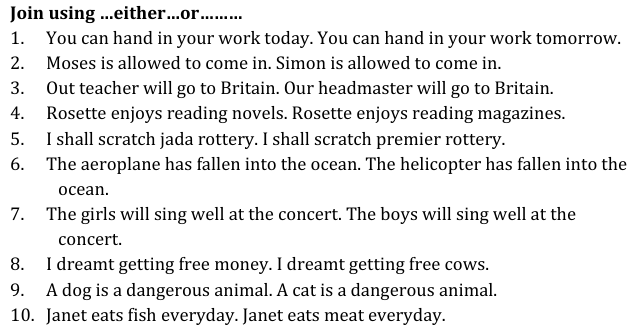 Join using ...either...or.........
1. You can hand in your work today. You can hand in your work tomorrow.
2. Moses is allowed to come in. Simon is allowed to come in.
3. Out teacher will go to Britain. Our headmaster will go to Britain.
4. Rosette enjoys reading novels. Rosette enjoys reading magazines.
5. I shall scratch jada rottery. I shall scratch premier rottery.
6. The aeroplane has fallen into the ocean. The helicopter has fallen into the
ocean.
7. The girls will sing well at the concert. The boys will sing well at the
concert.
8. I dreamt getting free money. I dreamt getting free cows.
9. A dog is a dangerous animal. A cat is a dangerous animal.
10. Janet eats fish everyday. Janet eats meat everyday.